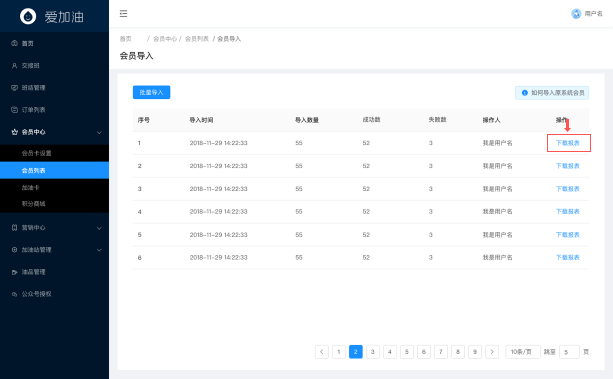 爱加油
用户名
首页 / 会员中心 / 会员列表 / 会员导入
会员导入
首页
交接班
班结管理
订单列表
会员中心
会员卡设置
会员列表
加油卡
积分商城
营销中心
加油站管理
油品管理
公众号授权
批量导入
如何导入原系统会员
序号 导入时间 导入数量 成功数 失败数 操作人 操作
1 2018-11-29 14:22:33 55 52 3 我是用户名 下载报表
2 2018-11-29 14:22:33 55 52 3 我是用户名 下载报表
3 2018-11-29 14:22:33 55 52 3 我是用户名 下载报表
4 2018-11-29 14:22:33 55 52 3 我是用户名 下载报表
5 2018-11-29 14:22:33 55 52 3 我是用户名 下载报表
6 2018-11-29 14:22:33 55 52 3 我是用户名 下载报表
< 1 2 3 4 5 6 7 8 9 > 10条/页 跳至 5 页